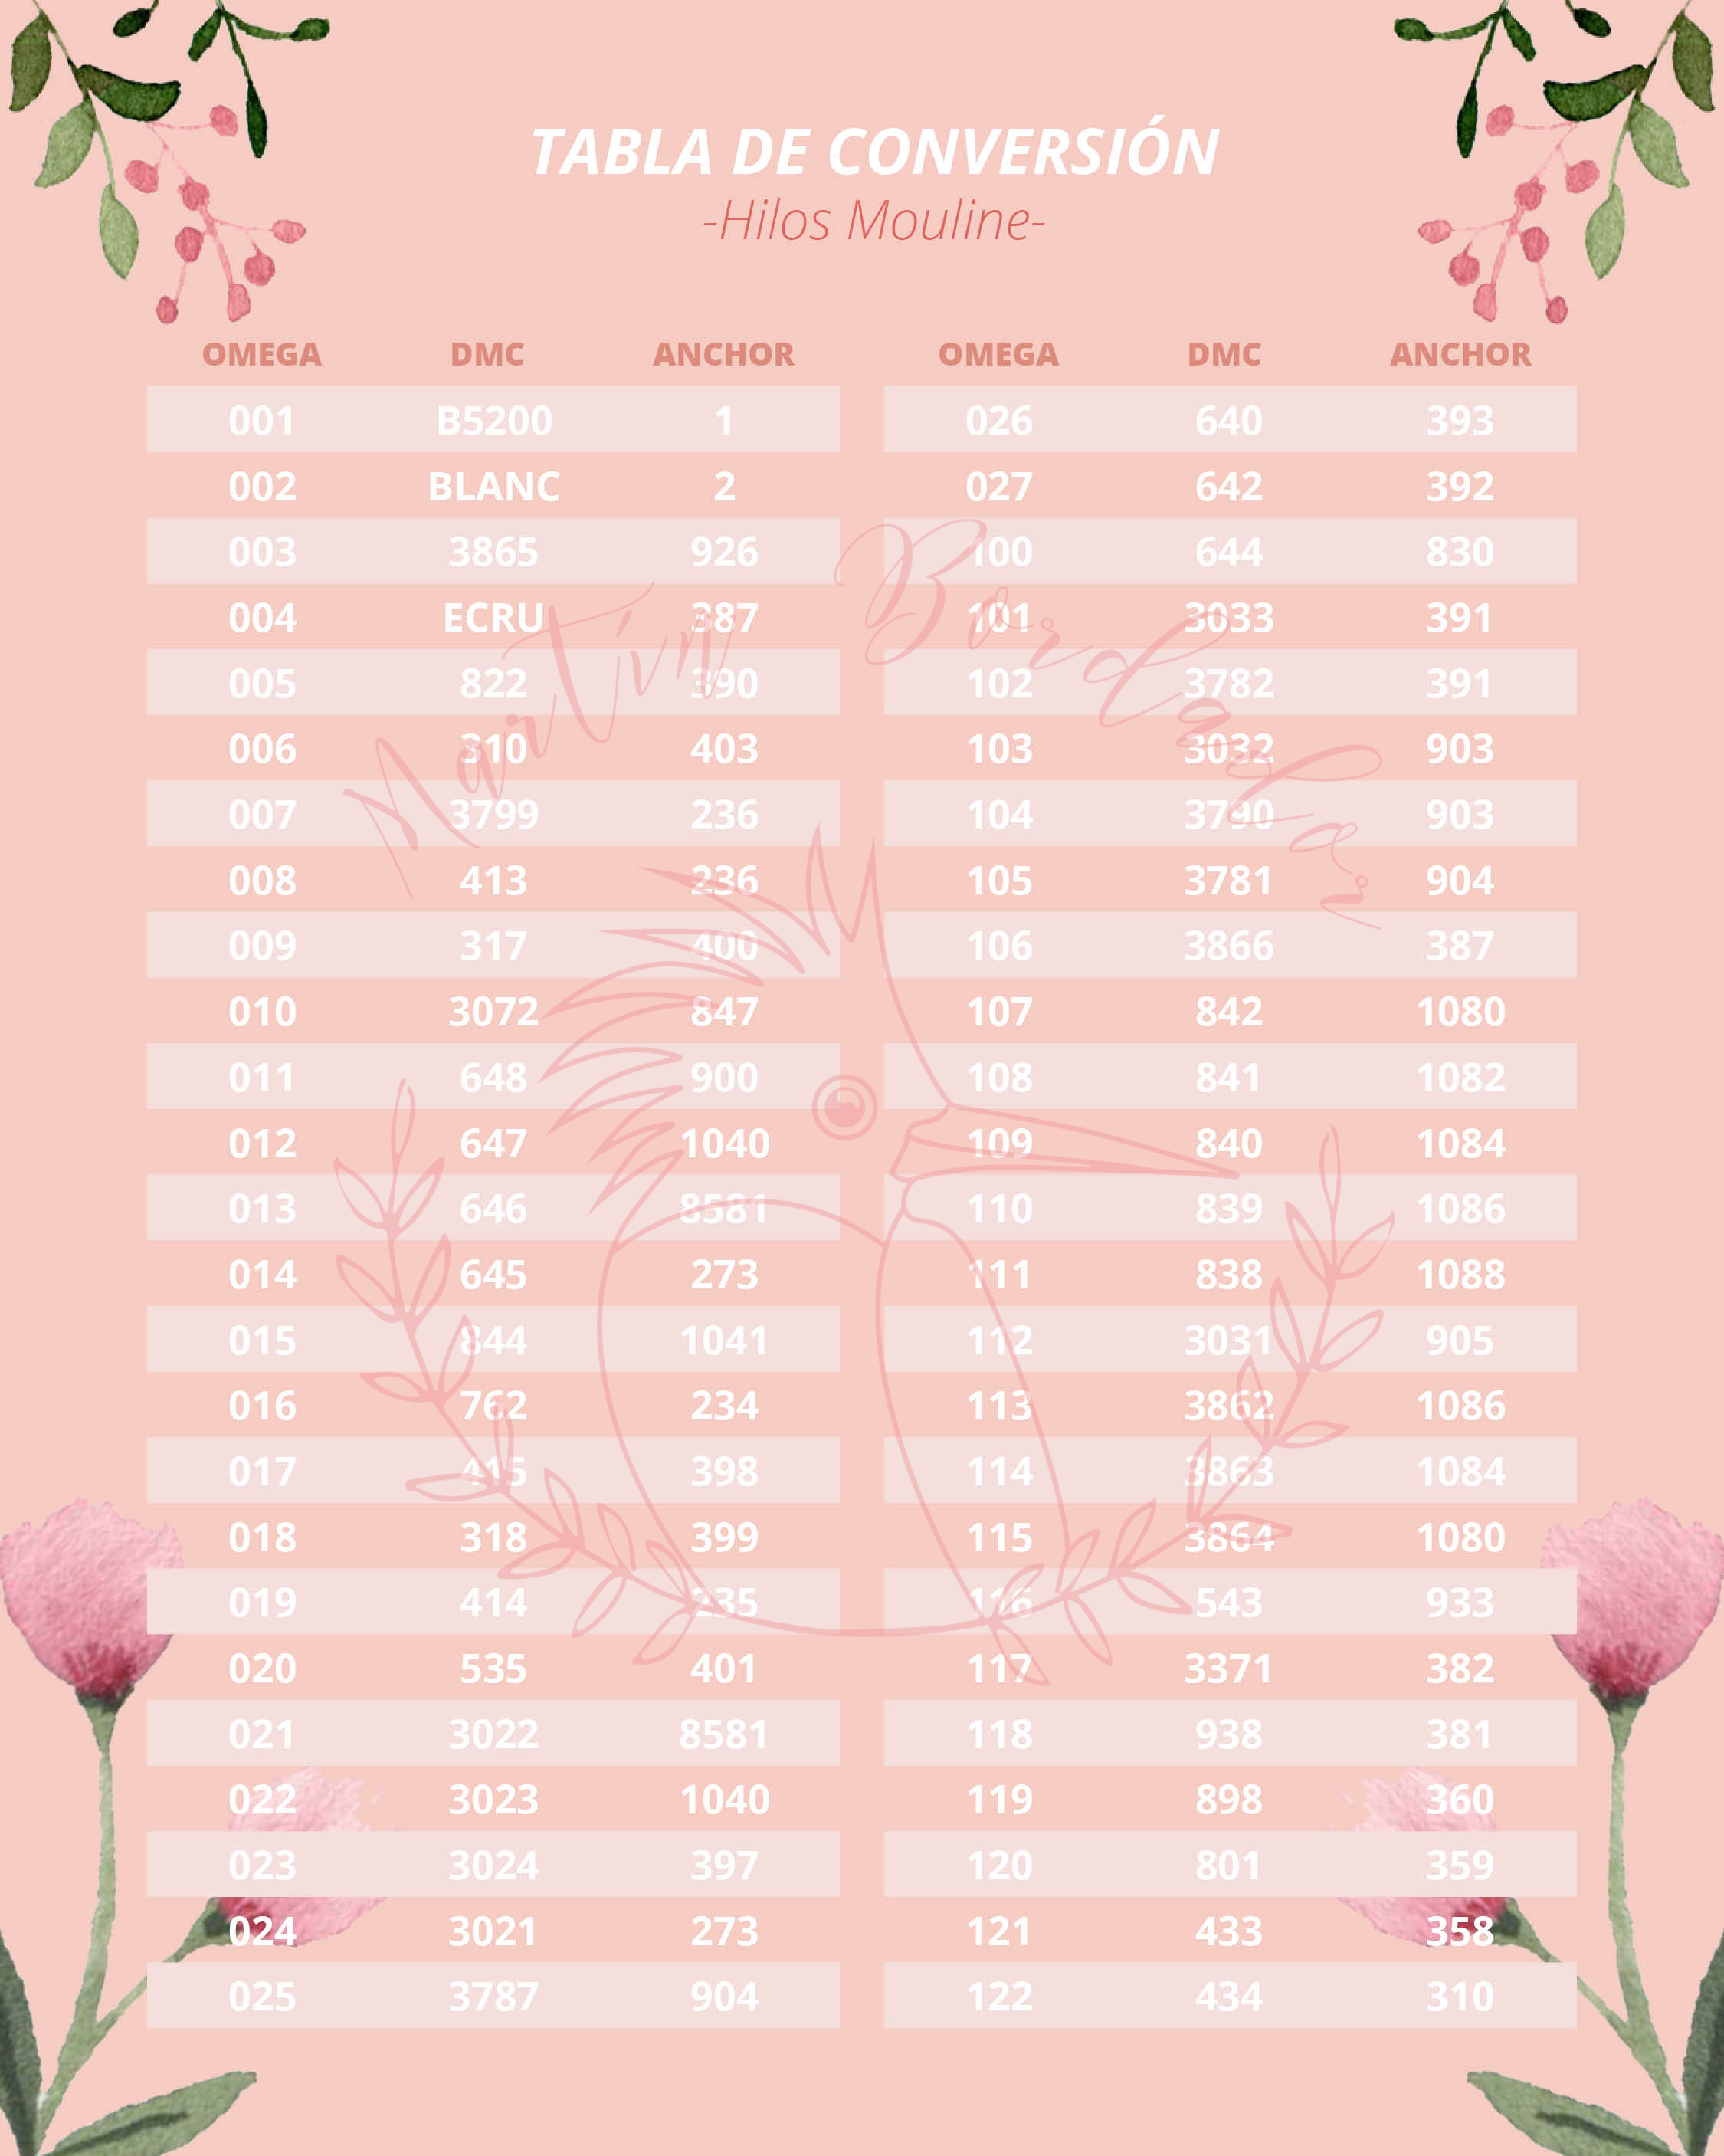 TABLA DE CONVERSIÓN
-Hilos Mouline-
OMEGA DMC ANCHOR OMEGA DMC ANCHOR
001 B5200 1 026 640 393
002 BLANC 2 027 642 392
003 3865 926 100 644 830
004 ECRU 387 101 3033 391
005 822 390 102 3782 391
006 310 403 103 3032 903
007 3799 236 104 3790 903
008 413 236 105 3781 904
009 317 400 106 3866 387
010 3072 847 107 842 1080
011 648 900 108 841 1082
012 647 1040 109 840 1084
013 646 8581 110 839 1086
014 645 273 111 838 1088
015 844 1041 112 3031 905
016 762 234 113 3862 1086
017 415 398 114 3863 1084
018 318 399 115 3864 1080
019 414 235 116 543 933
020 535 401 117 3371 382
021 3022 8581 118 938 381
022 3023 1040 119 898 360
023 3024 397 120 801 359
024 3021 273 121 433 358
025 3787 904 122 434 310
Martin Bordador